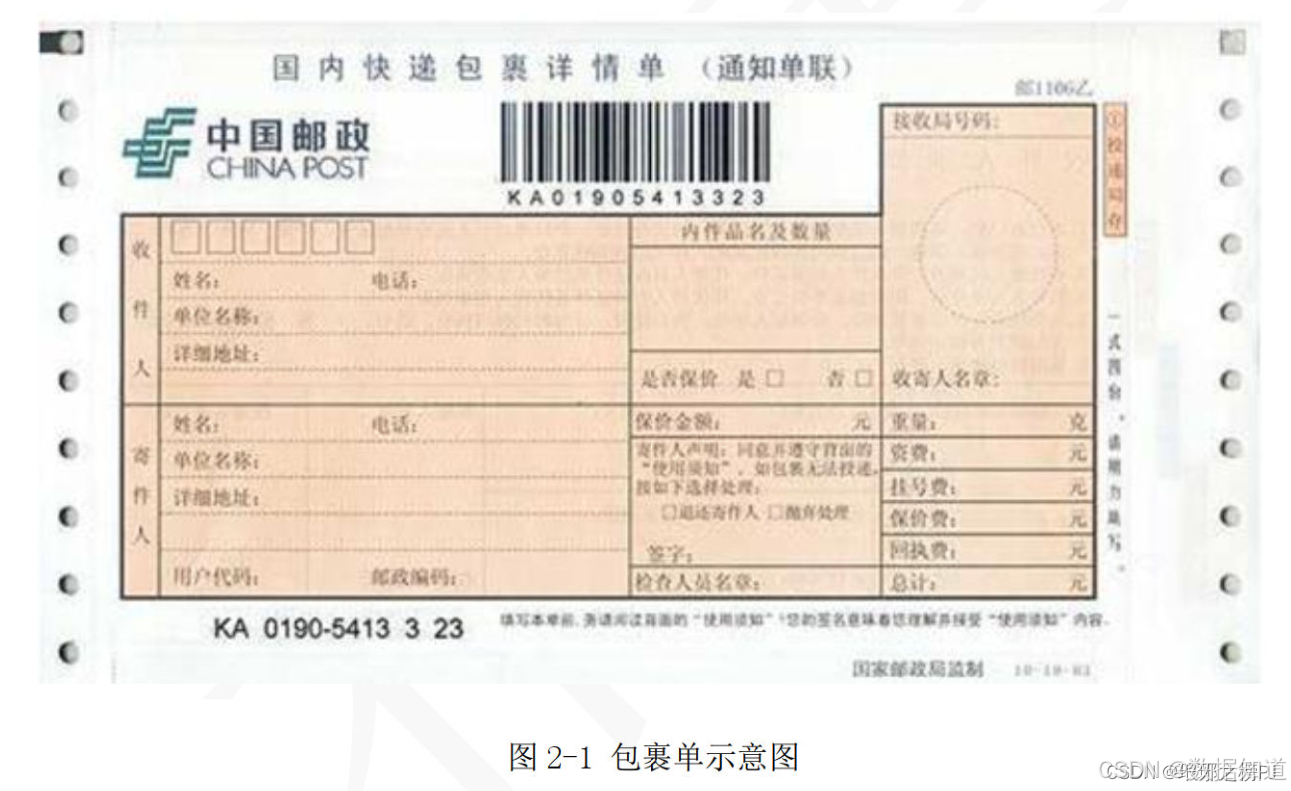 国内快递包裹详情单 (通知单联)
邮1106乙
中国邮政
CHINA POST
KA01905413323
接收局号码:
①投递局存
收件人
姓名: 电话:
单位名称:
详细地址:
内件品名及数量
是否保价 是□ 否□
收寄人名章:
寄件人
姓名: 电话:
单位名称:
详细地址:
用户代码: 邮政编码:
保价金额: 元
寄件人声明:同意并遵守背面的
“使用须知”,如包裹无法投递,
按如下选择处理:
□退还寄件人 □抛弃处理
签字:
检查人员名章:
重量: 克
资费: 元
挂号费: 元
保价费: 元
回执费: 元
总计: 元
一式四份,请用力填写。
KA 0190-5413 3 23
填写本单前,务请阅读背面的“使用须知”!您的签名意味着您理解并接受“使用须知”内容.
国家邮政局监制
图 2-1 包裹单示意图